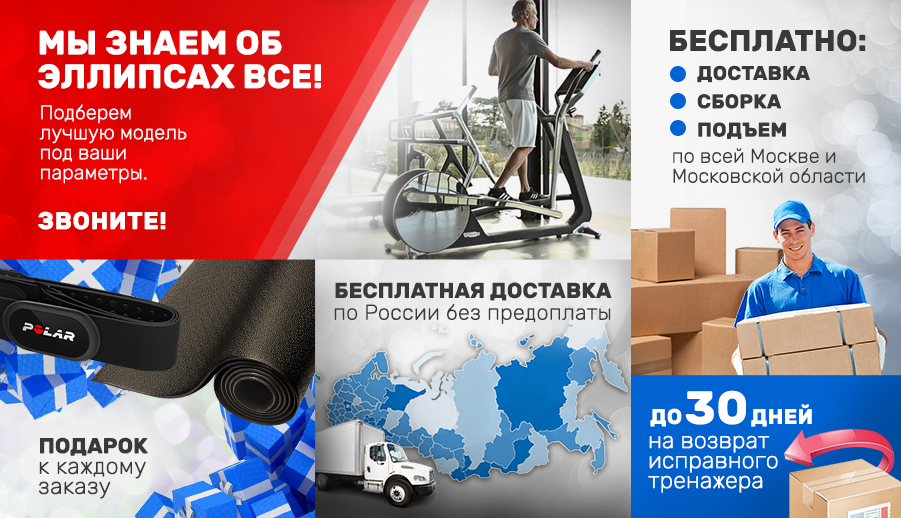 МЫ ЗНАЕМ ОБ
ЭЛЛИПСАХ ВСЕ!
Подберем
лучшую модель
под ваши
параметры.
ЗВОНИТЕ!
БЕСПЛАТНО:
ДОСТАВКА
СБОРКА
ПОДЪЕМ
по всей Москве и
Московской области
POLAR
ПОДАРОК
к каждому
заказу
БЕСПЛАТНАЯ ДОСТАВКА
по России без предоплаты
ДО 30 ДНЕЙ
на возврат
исправного
тренажера